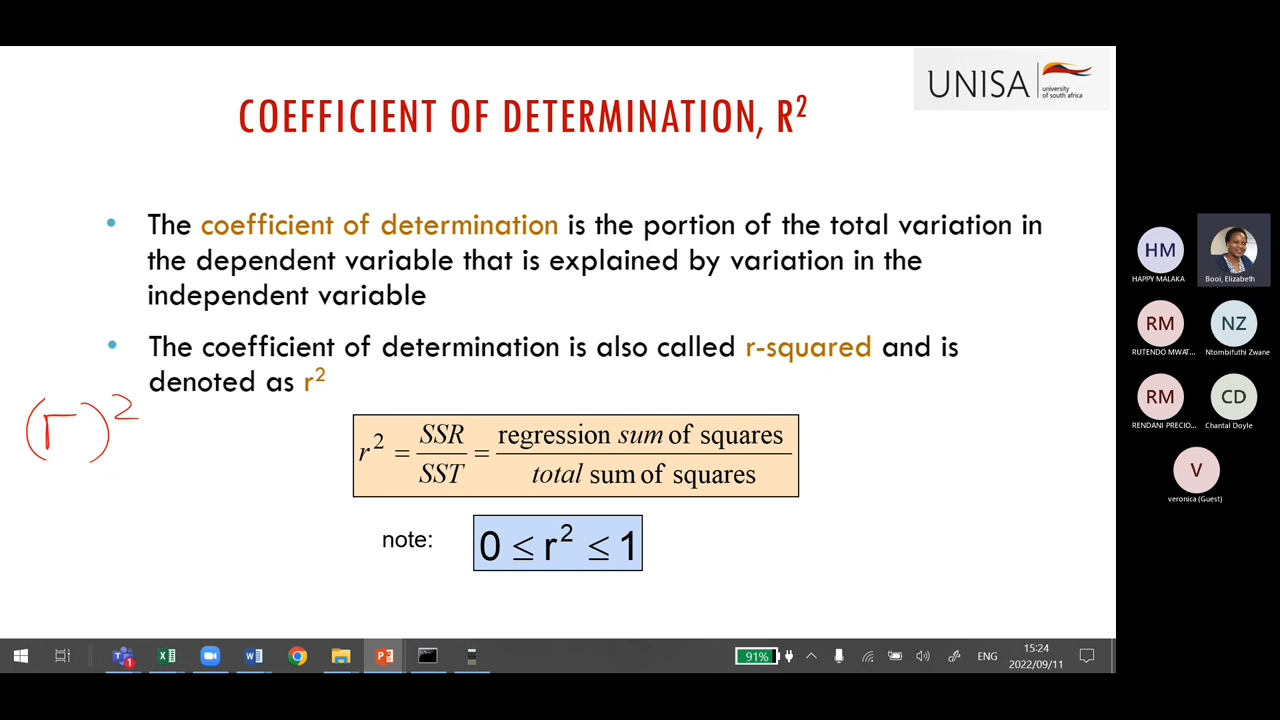 UNISA
university
of south africa
COEFFICIENT OF DETERMINATION, R²
• The coefficient of determination is the portion of the total variation in
the dependent variable that is explained by variation in the
independent variable
• The coefficient of determination is also called r-squared and is
denoted as r²
(r)²
r² = SSR/SST = regression sum of squares/total sum of squares
note: 0 ≤ r² ≤ 1
HM
HAPPY MALAKA
Booi, Elizabeth
RM
RUTENDO MWAT...
NZ
Ntombifuthi Zwane
RM
RENDANI PRECIO...
CD
Chantal Doyle
V
veronica (Guest)
91%
ENG
15:24
2022/09/11